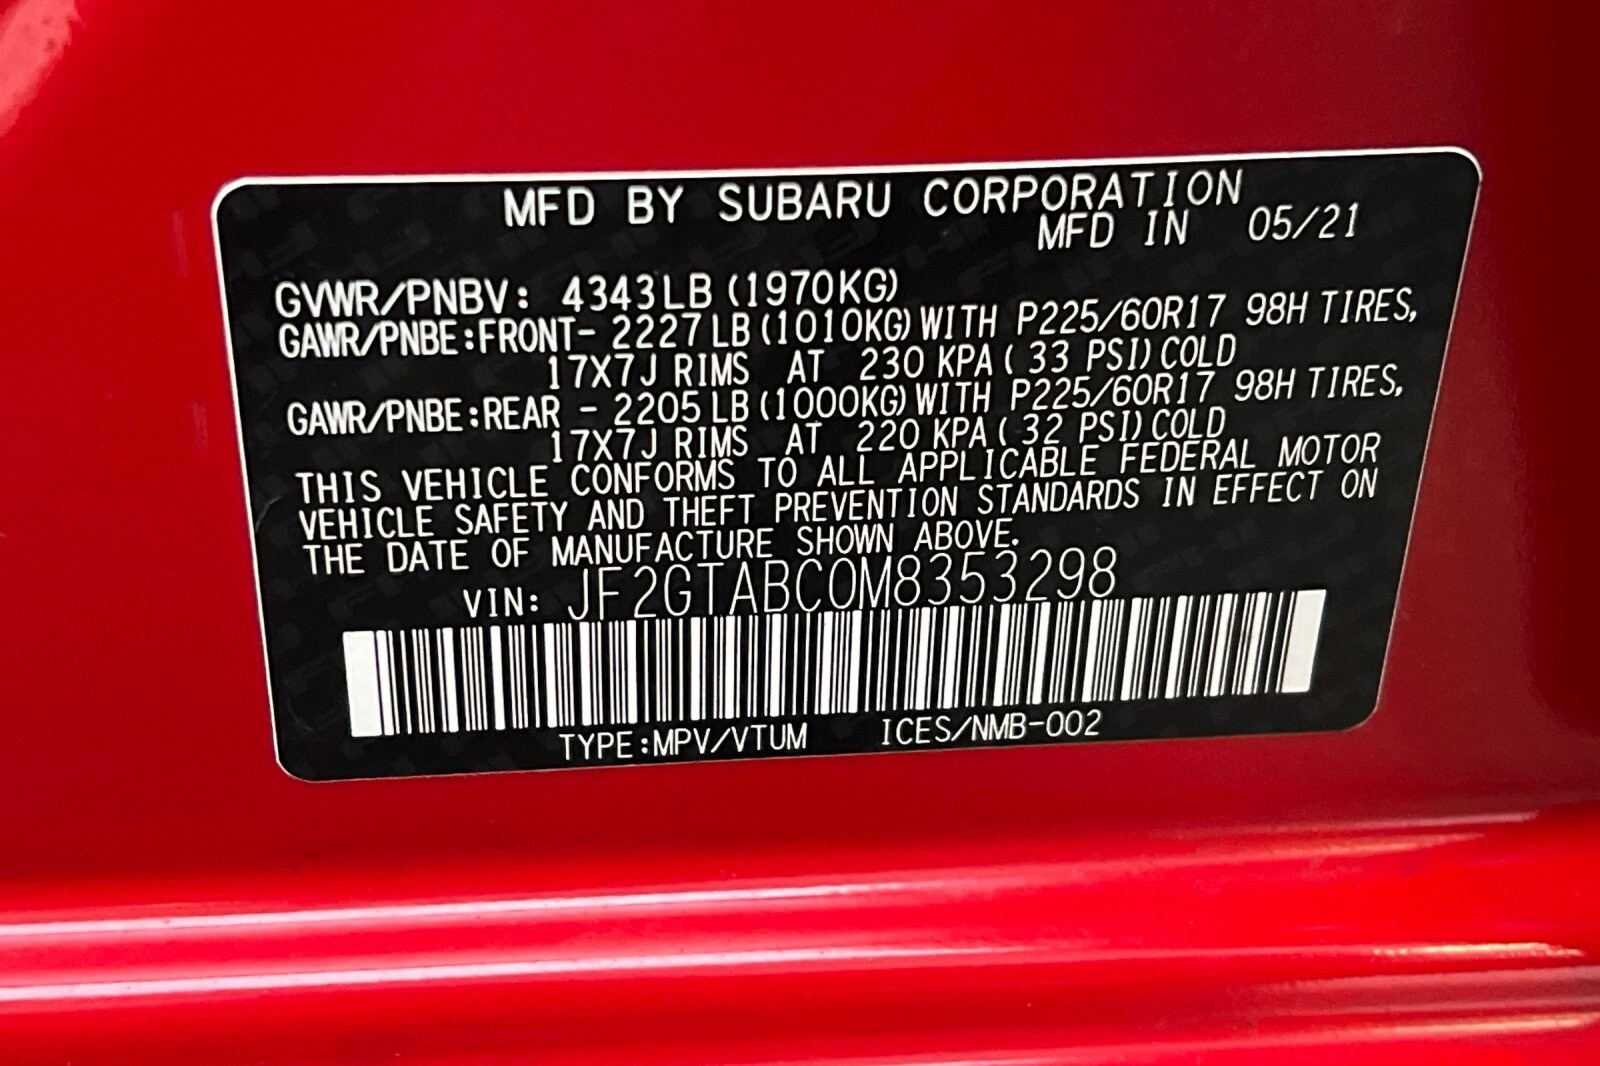 MFD BY SUBARU CORPORATION
MFD IN 05/21
GVWR/PNBV: 4343LB (1970KG)
GAWR/PNBE:FRONT- 2227LB (1010KG) WITH P225/60R17 98H TIRES,
17X7J RIMS AT 230 KPA ( 33 PSI) COLD
GAWR/PNBE:REAR - 2205LB (1000KG) WITH P225/60R17 98H TIRES,
17X7J RIMS AT 220 KPA ( 32 PSI) COLD
THIS VEHICLE CONFORMS TO ALL APPLICABLE FEDERAL MOTOR
VEHICLE SAFETY AND THEFT PREVENTION STANDARDS IN EFFECT ON
THE DATE OF MANUFACTURE SHOWN ABOVE.
VIN: JF2GTABC0M8353298
TYPE:MPV/VTUM ICES/NMB-002